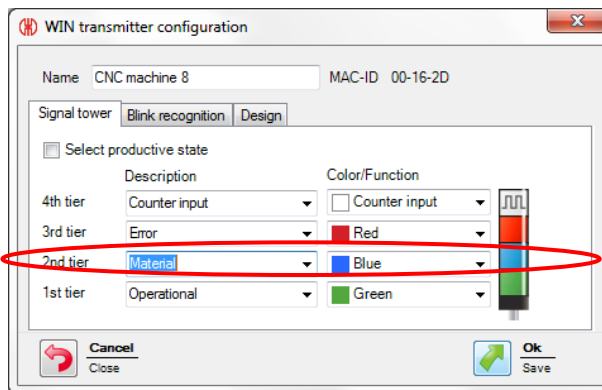 WIN transmitter configuration
Name CNC machine 8 MAC-ID 00-16-2D
Signal tower Blink recognition Design
Select productive state
Description Color/Function
4th tier Counter input Counter input
3rd tier Error Red
2nd tier Material Blue
1st tier Operational Green
Cancel Ok
Close Save